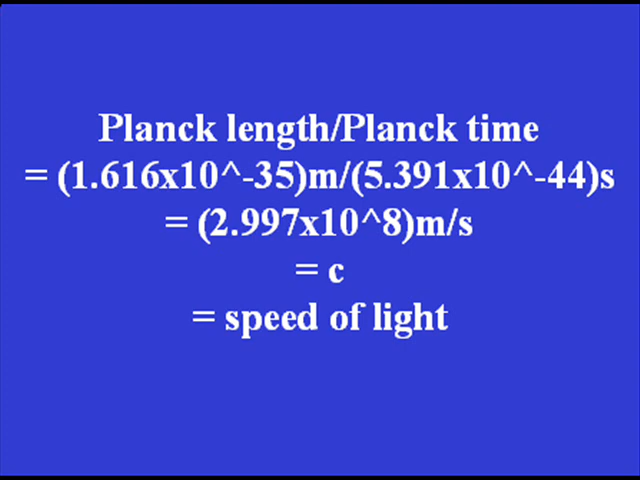 Planck length/Planck time
= (1.616x10^-35)m/(5.391x10^-44)s
= (2.997x10^8)m/s
= c
= speed of light